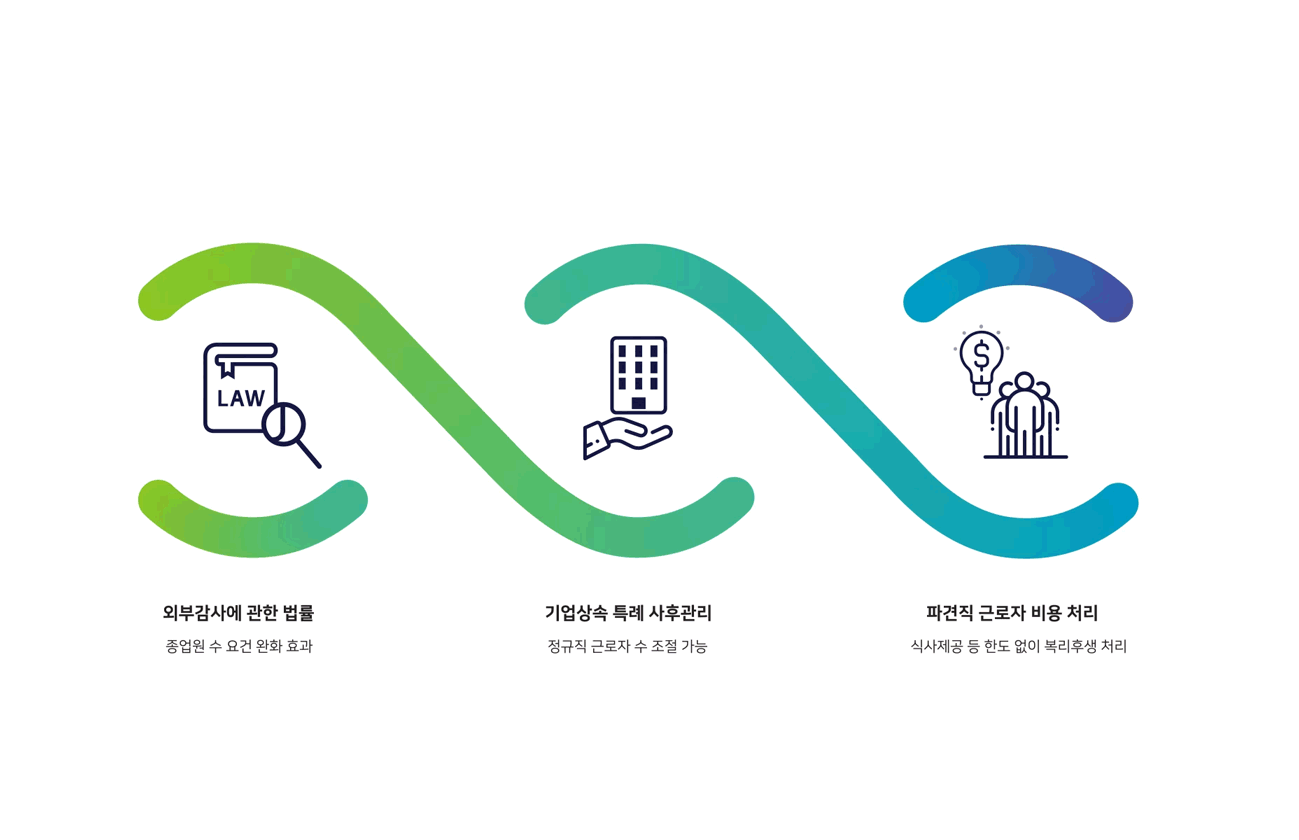 LAW
외부감사에 관한 법률
종업원 수 요건 완화 효과
기업상속 특례 사후관리
정규직 근로자 수 조절 가능
파견직 근로자 비용 처리
식사제공 등 한도 없이 복리후생 처리